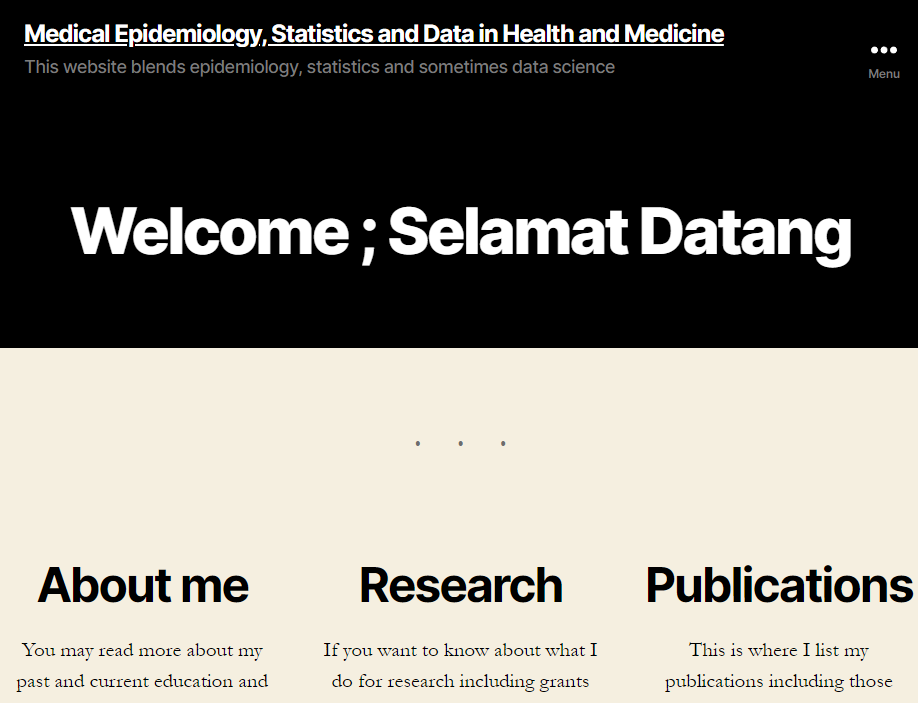 Medical Epidemiology, Statistics and Data in Health and Medicine
This website blends epidemiology, statistics and sometimes data science
Menu
Welcome ; Selamat Datang
About me
You may read more about my
past and current education and
Research
If you want to know about what I
do for research including grants
Publications
This is where I list my
publications including those